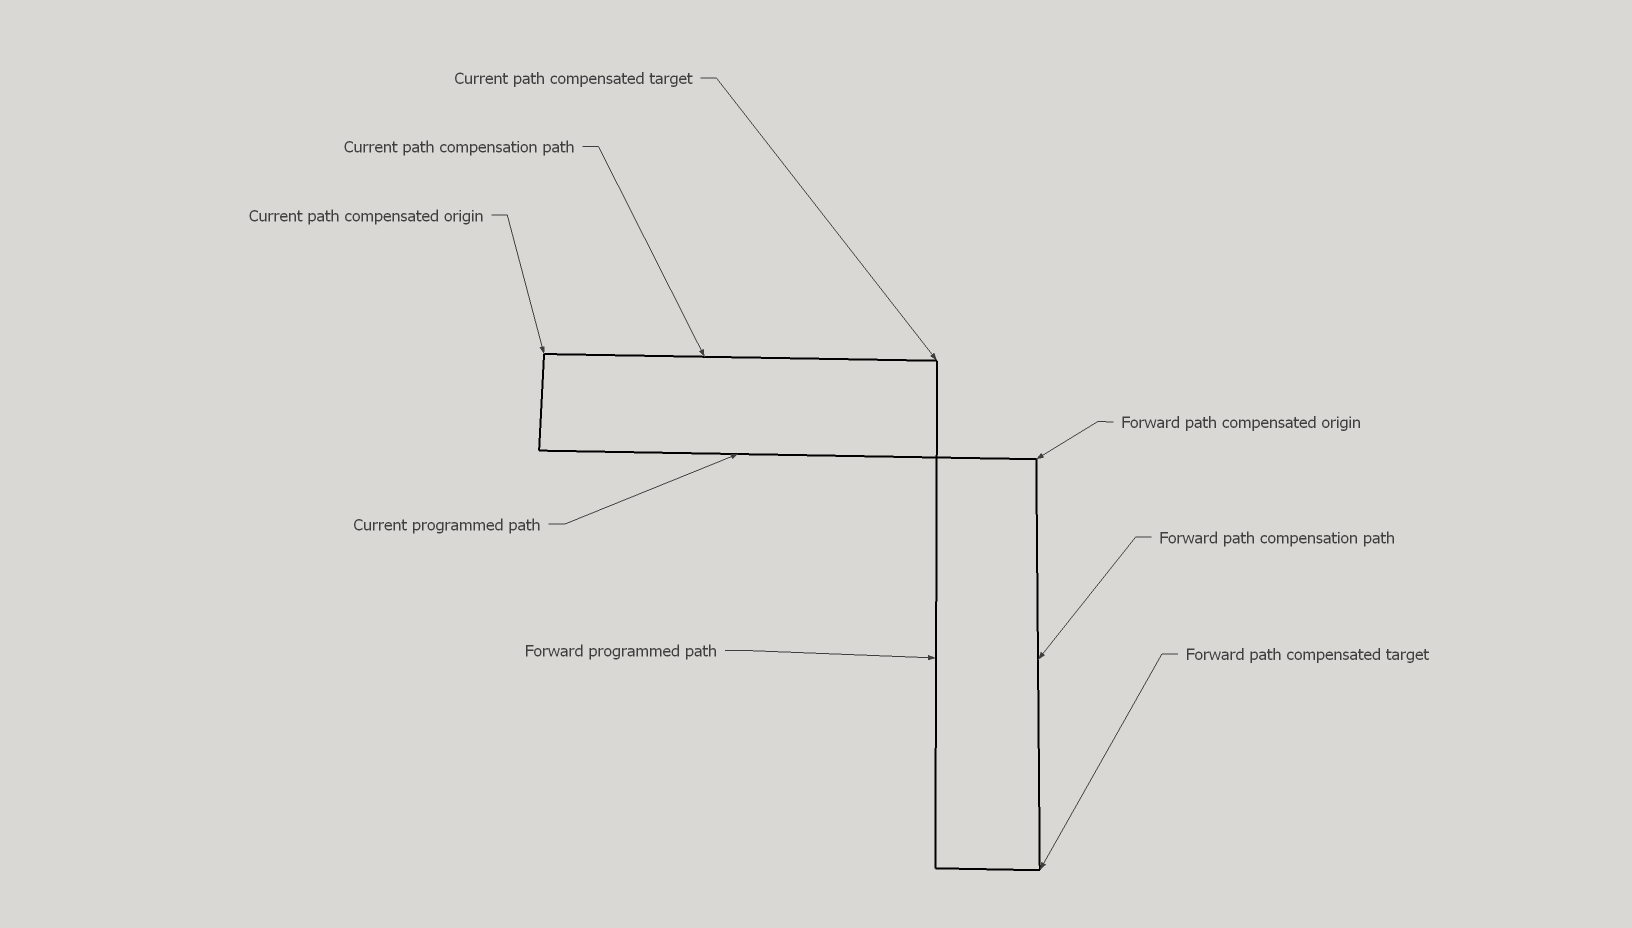 Current path compensated target
Current path compensation path
Current path compensated origin
Forward path compensated origin
Current programmed path
Forward path compensation path
Forward programmed path
Forward path compensated target